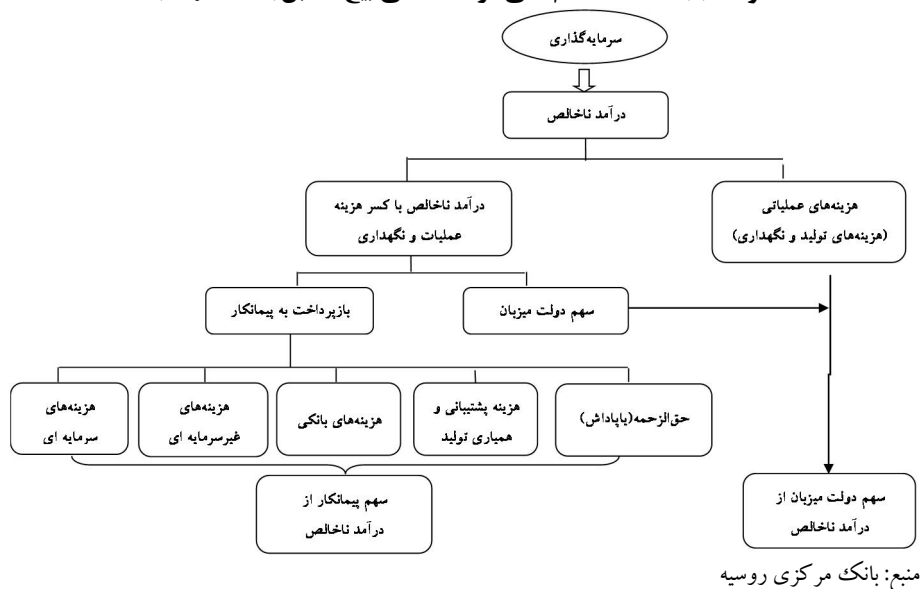 سرمایه‌گذاری
درآمد ناخالص
درآمد ناخالص با کسر هزینه
عملیات و نگهداری
هزینه‌های عملیاتی
(هزینه‌های تولید و نگهداری)
بازپرداخت به پیمانکار
سهم دولت میزبان
هزینه‌های
سرمایه ای
هزینه‌های
غیرسرمایه ای
هزینه‌های بانکی
هزینه پشتیبانی و
همیاری تولید
حق‌الزحمه(یاپاداش)
سهم پیمانکار از
درآمد ناخالص
سهم دولت میزبان از
درآمد ناخالص
منبع: بانک مرکزی روسیه